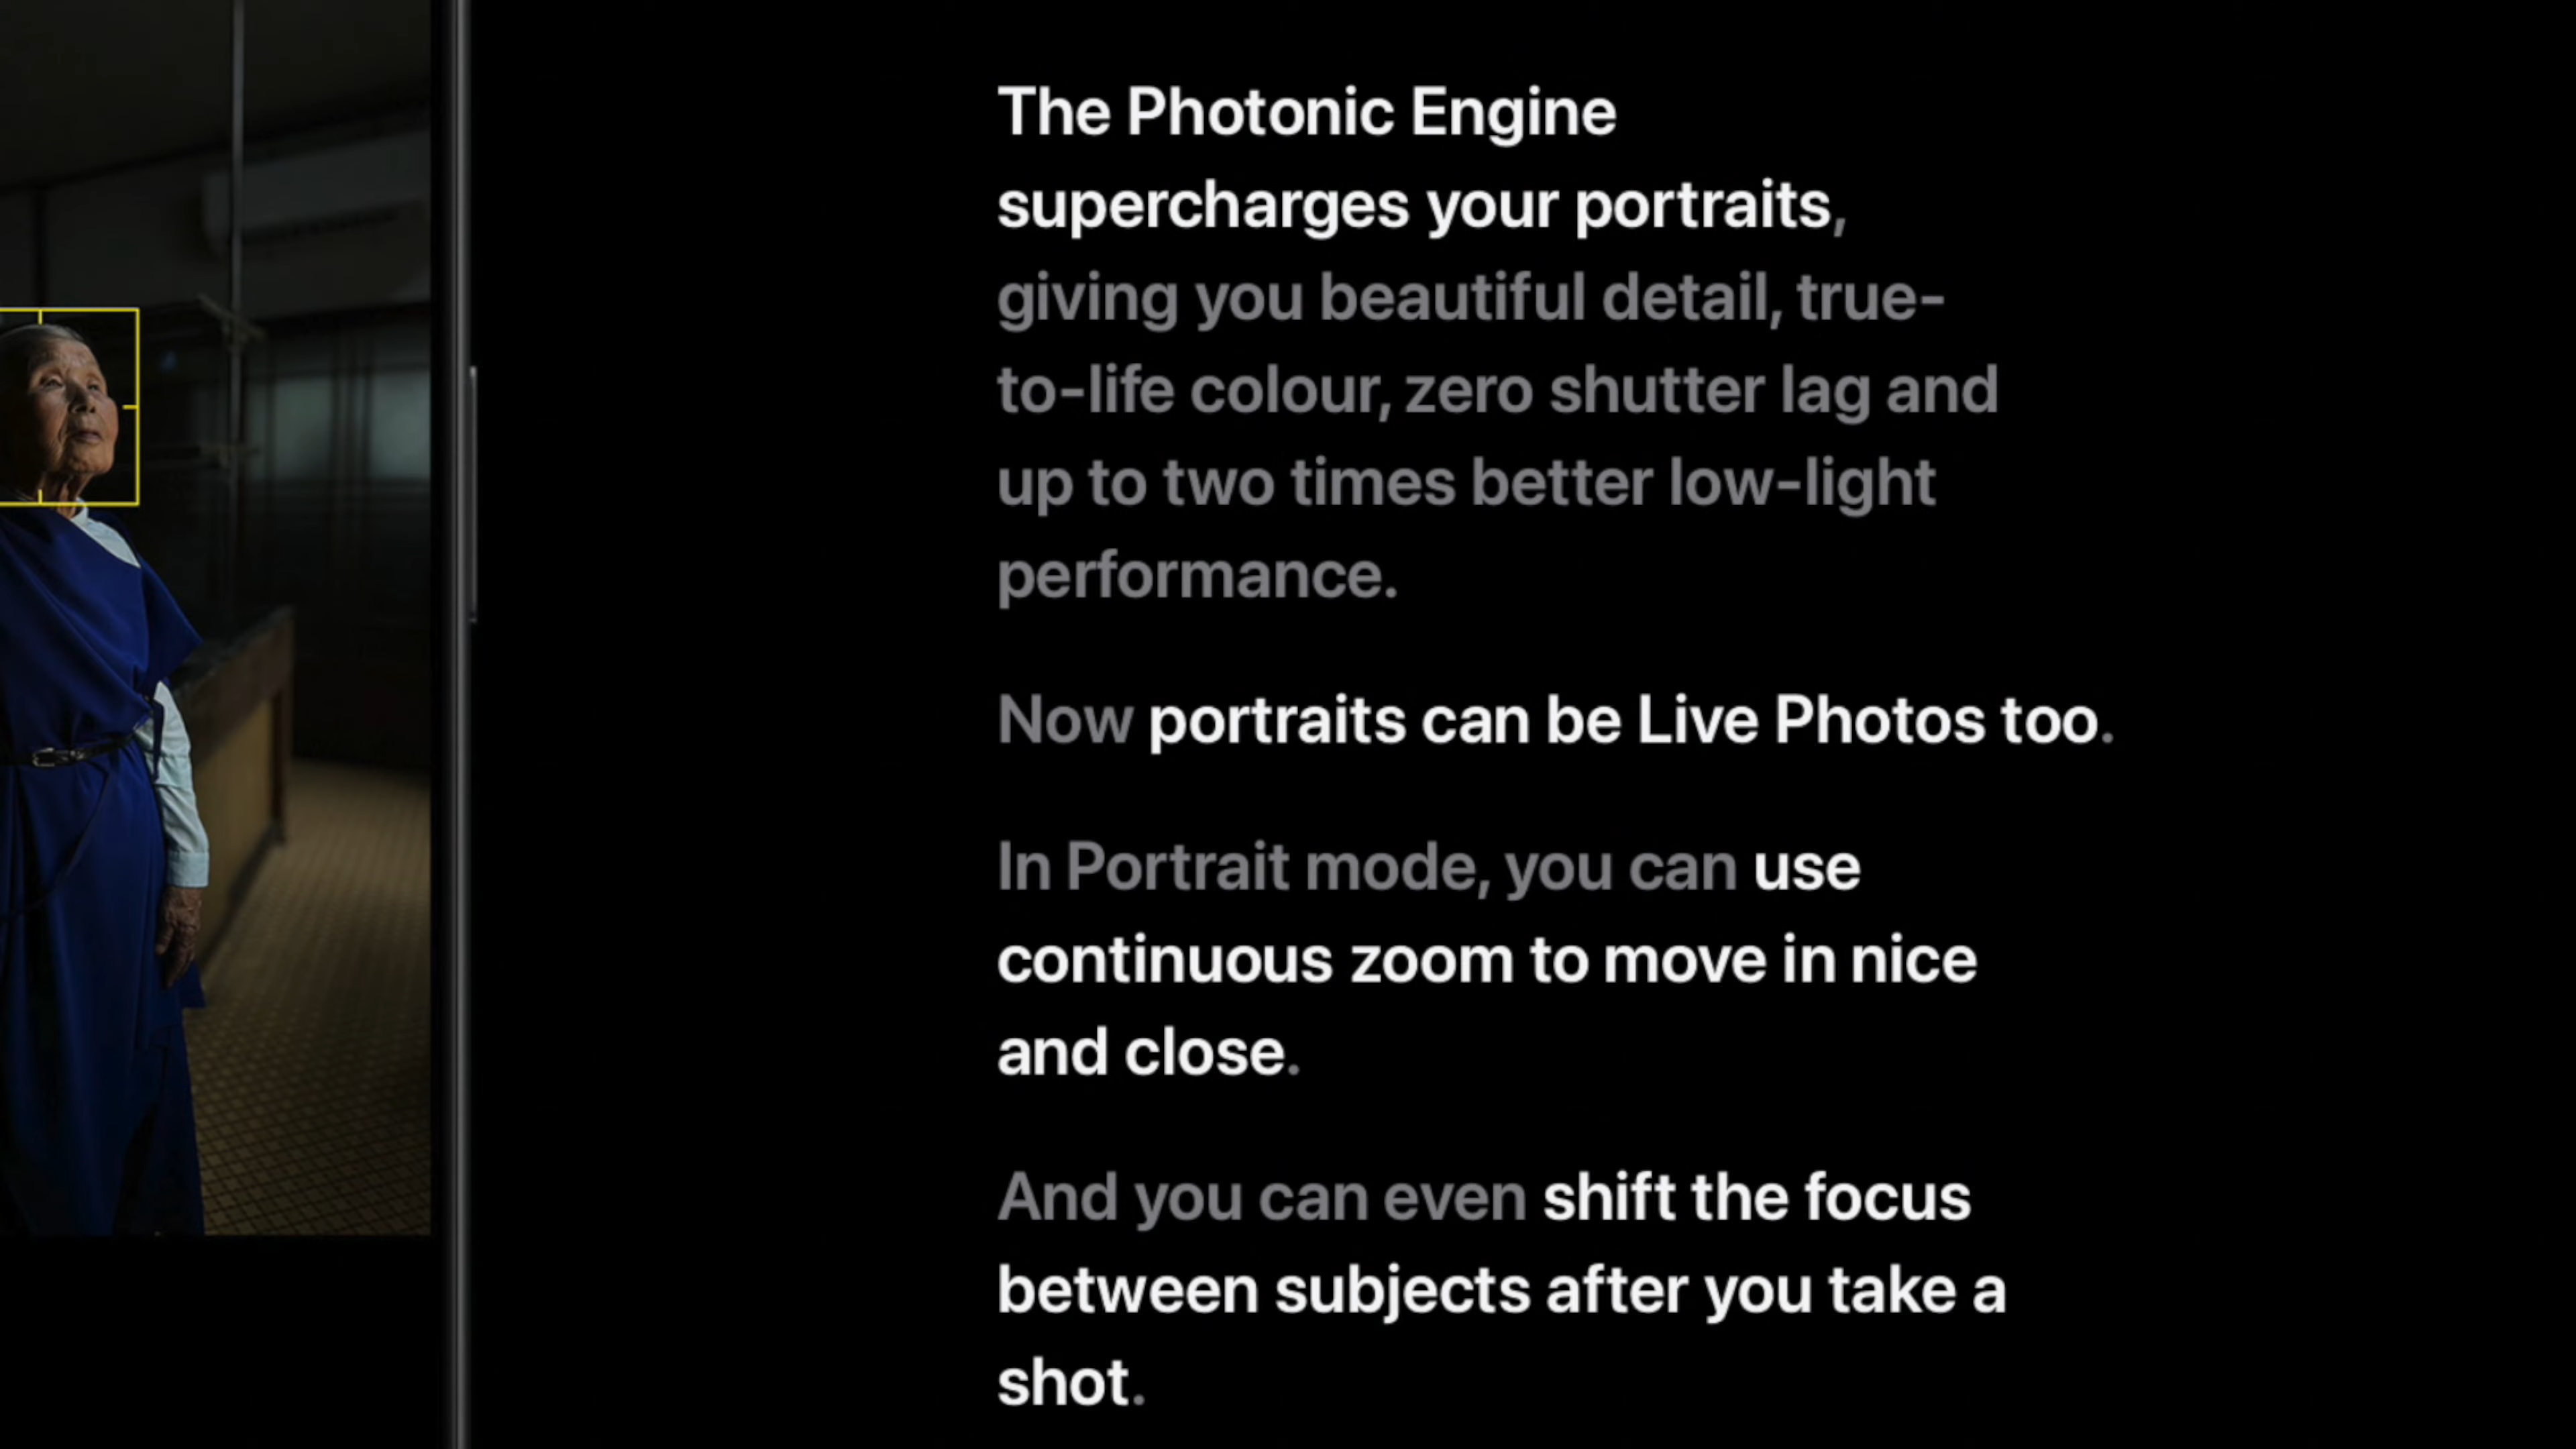 The Photonic Engine
supercharges your portraits,
giving you beautiful detail, true-
to-life colour, zero shutter lag and
up to two times better low-light
performance.
Now portraits can be Live Photos too.
In Portrait mode, you can use
continuous zoom to move in nice
and close.
And you can even shift the focus
between subjects after you take a
shot.